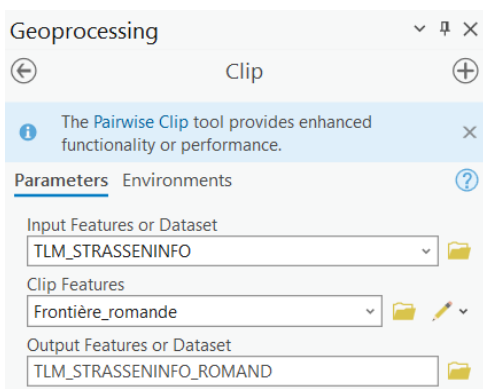 Geoprocessing
Clip
The Pairwise Clip tool provides enhanced
functionality or performance.
Parameters Environments
Input Features or Dataset
TLM_STRASSENINFO
Clip Features
Frontière_romande
Output Features or Dataset
TLM_STRASSENINFO_ROMAND